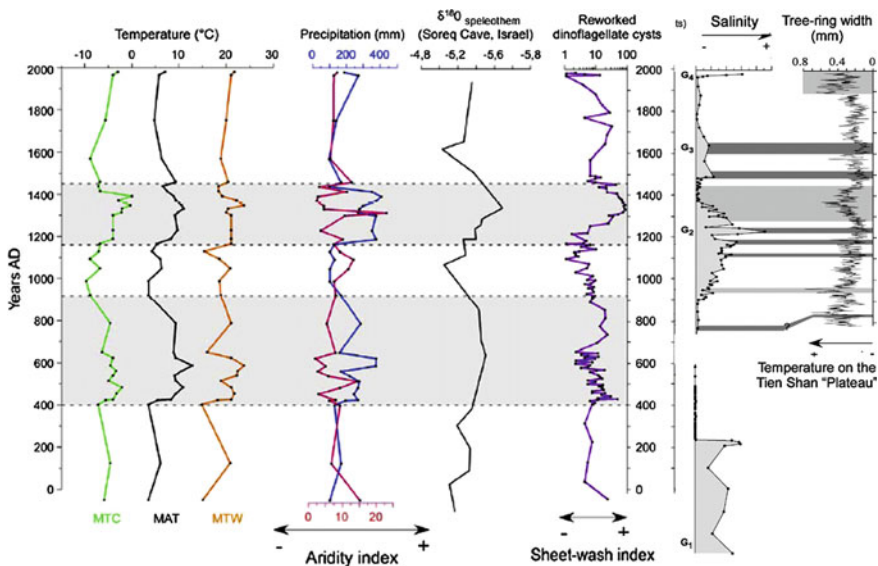 Temperature (°C)
-10 0 10 20 30
Precipitation (mm)
0 200 400 500
δ¹⁸O speleothem
(Soreq Cave, Israel)
-4,8 -5,2 -5,6 -5,8
Reworked
dinoflagellate cysts
1 10 100
ts)
Salinity
- +
Tree-ring width
(mm)
0.8 0.4 0
Years AD
2000
1800
1600
1400
1200
1000
800
600
400
200
0
2000
1800
1600
1400
1200
1000
800
600
400
200
0
G4
G3
G2
G1
+ -
Temperature on the
Tien Shan "Plateau"
MTC MAT MTW
0 10 20
- +
Aridity index
- +
Sheet-wash index